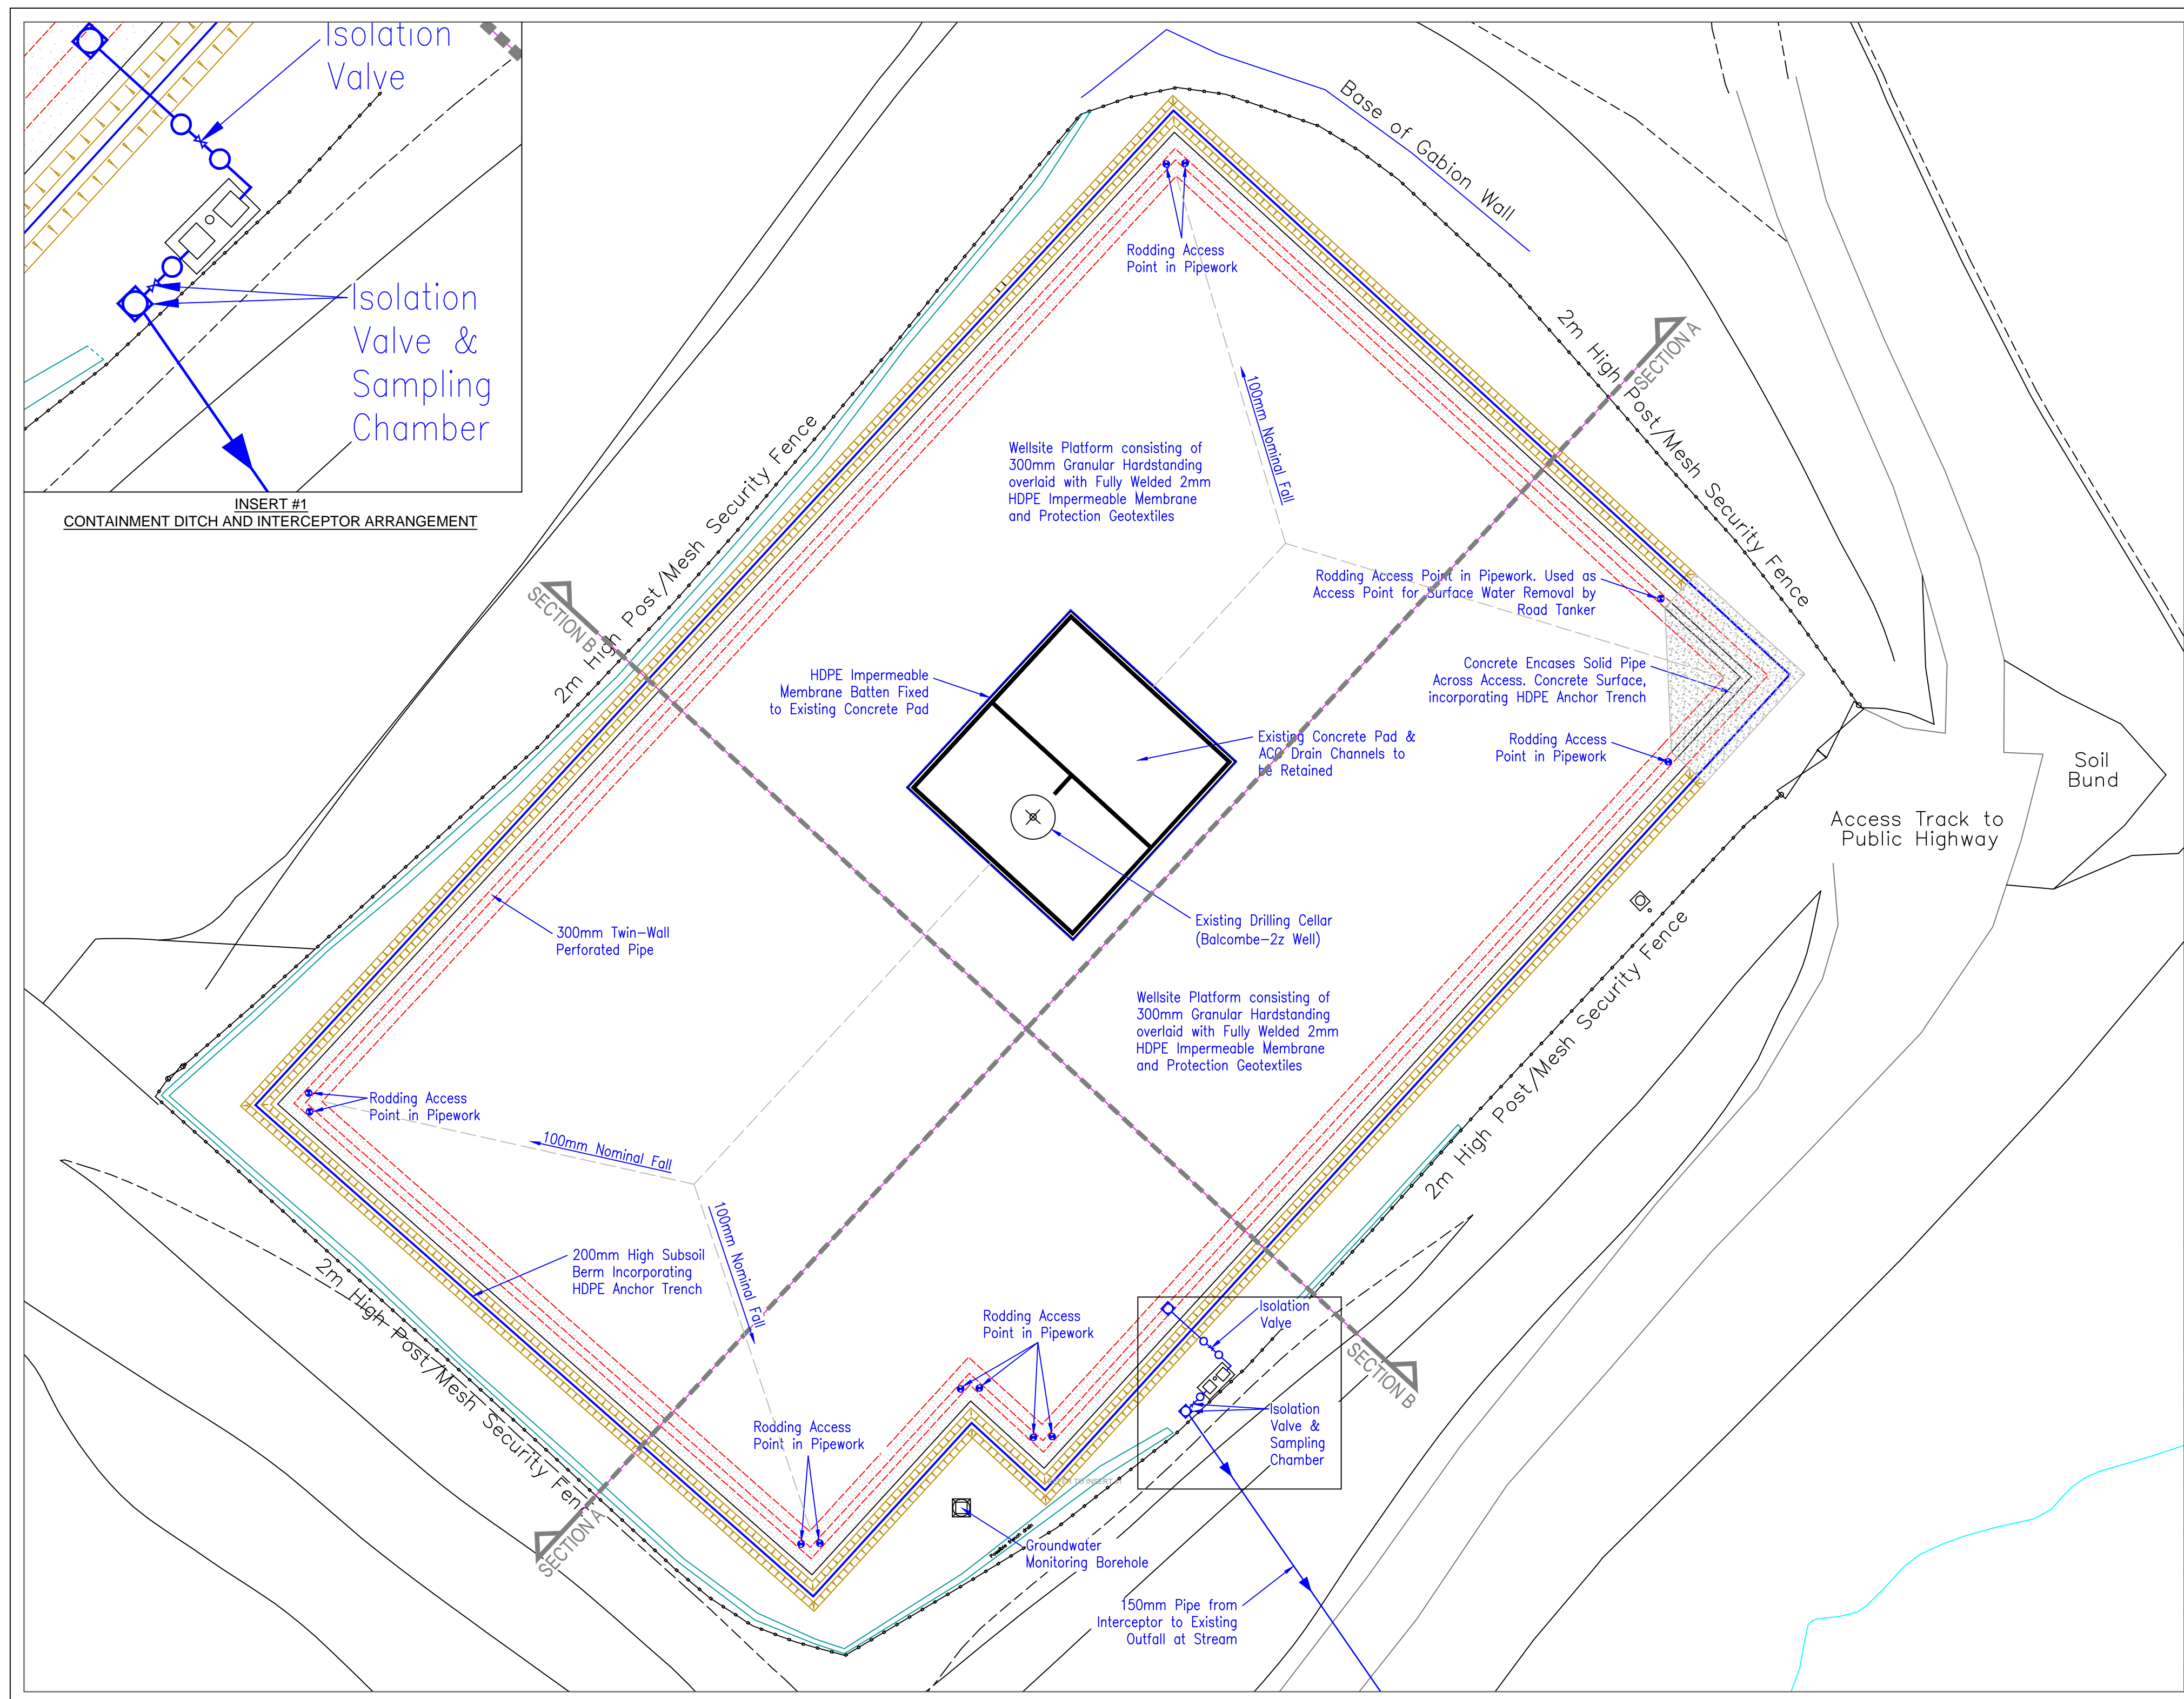 Isolation
Valve
Isolation
Valve &
Sampling
Chamber
INSERT #1
CONTAINMENT DITCH AND INTERCEPTOR ARRANGEMENT
Base of Gabion Wall
Rodding Access
Point in Pipework
2m High Post/Mesh Security Fence
SECTION A
100mm Nominal Fall
Wellsite Platform consisting of
300mm Granular Hardstanding
overlaid with Fully Welded 2mm
HDPE Impermeable Membrane
and Protection Geotextiles
2m High Post/Mesh Security Fence
SECTION B
Rodding Access Point in Pipework. Used as
Access Point for Surface Water Removal by
Road Tanker
HDPE Impermeable
Membrane Batten Fixed
to Existing Concrete Pad
Concrete Encases Solid Pipe
Across Access. Concrete Surface,
incorporating HDPE Anchor Trench
Existing Concrete Pad &
ACO Drain Channels to
be Retained
Rodding Access
Point in Pipework
Soil
Bund
Access Track to
Public Highway
Existing Drilling Cellar
(Balcombe-2z Well)
300mm Twin-Wall
Perforated Pipe
Wellsite Platform consisting of
300mm Granular Hardstanding
overlaid with Fully Welded 2mm
HDPE Impermeable Membrane
and Protection Geotextiles
2m High Post/Mesh Security Fence
Rodding Access
Point in Pipework
100mm Nominal Fall
100mm Nominal Fall
200mm High Subsoil
Berm Incorporating
HDPE Anchor Trench
2m High Post/Mesh Security Fence
Rodding Access
Point in Pipework
Isolation
Valve
SECTION B
Isolation
Valve &
Sampling
Chamber
Rodding Access
Point in Pipework
TO INSERT
SECTION A
Groundwater
Monitoring Borehole
150mm Pipe from
Interceptor to Existing
Outfall at Stream